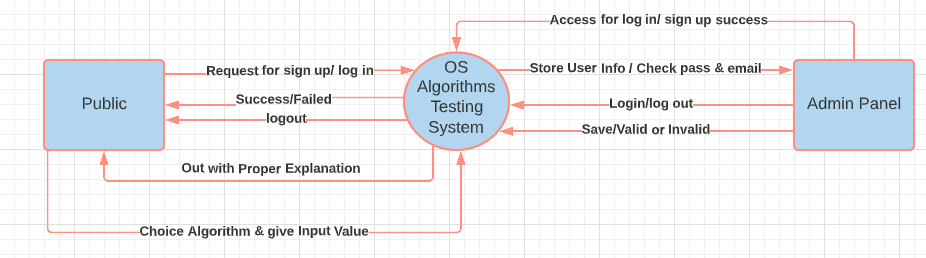 Access for log in/ sign up success
Request for sign up/ log in
OS
Algorithms
Testing
System
Store User Info / Check pass & email
Public
Success/Failed
logout
Login/log out
Admin Panel
Save/Valid or Invalid
Out with Proper Explanation
Choice Algorithm & give Input Value